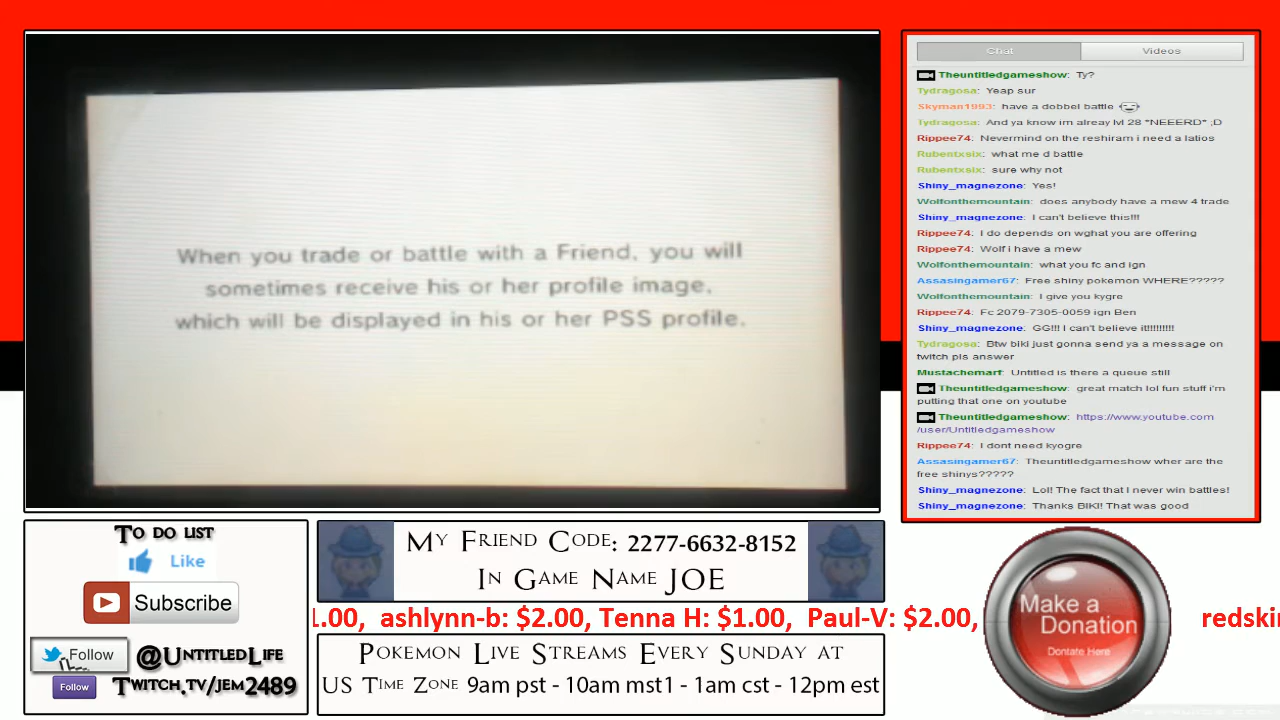 When you trade or battle with a Friend, you will
sometimes receive his or her profile image,
which will be displayed in his or her PSS profile.
Chat
Videos
Theuntitledgameshow: Ty?
Tydragosa: Yeap sur
Skyman1993: have a dobbel battle
Tydragosa: And ya know im alreay lvl 28 *NEEERD* ;D
Rippee74: Nevermind on the reshiram i need a latios
Rubentxsix: what me d battle
Rubentxsix: sure why not
Shiny_magnezone: Yes!
Wolfonthemountain: does anybody have a mew 4 trade
Shiny_magnezone: I can't believe this!!!
Rippee74: I do depends on wghat you are offering
Rippee74: Wolf i have a mew
Wolfonthemountain: what you fc and ign
Assasingamer67: Free shiny pokemon WHERE?????
Wolfonthemountain: I give you kygre
Rippee74: Fc 2079-7305-0059 ign Ben
Shiny_magnezone: GG!!! I can't believe it!!!!!!!!!
Tydragosa: Btw biki just gonna send ya a message on
twitch pls answer
Mustachemarf: Untitled is there a queue still
Theuntitledgameshow: great match lol fun stuff i'm
putting that one on youtube
Theuntitledgameshow: https://www.youtube.com
/user/Untitledgameshow
Rippee74: I dont need kyogre
Assasingamer67: Theuntitledgameshow wher are the
free shinys?????
Shiny_magnezone: Lol! The fact that I never win battles!
Shiny_magnezone: Thanks BIKI! That was good
To do list
Like
Subscribe
Follow @UntitledLife
Follow Twitch.tv/jem2489
My Friend Code: 2277-6632-8152
In Game Name JOE
1.00, ashlynn-b: $2.00, Tenna H: $1.00, Paul-V: $2.00,
redskin
Pokemon Live Streams Every Sunday at
US Time Zone 9am pst - 10am mst1 - 1am cst - 12pm est
Make a
Donation
Dontate Here